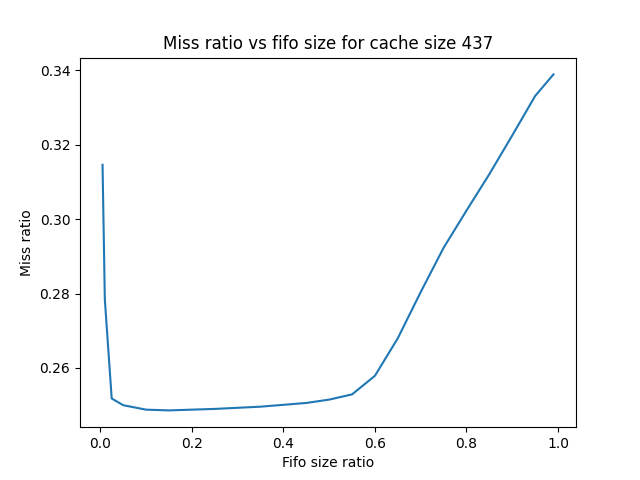 Miss ratio vs fifo size for cache size 437
0.34
0.32
0.30
0.28
0.26
Miss ratio
0.0 0.2 0.4 0.6 0.8 1.0
Fifo size ratio